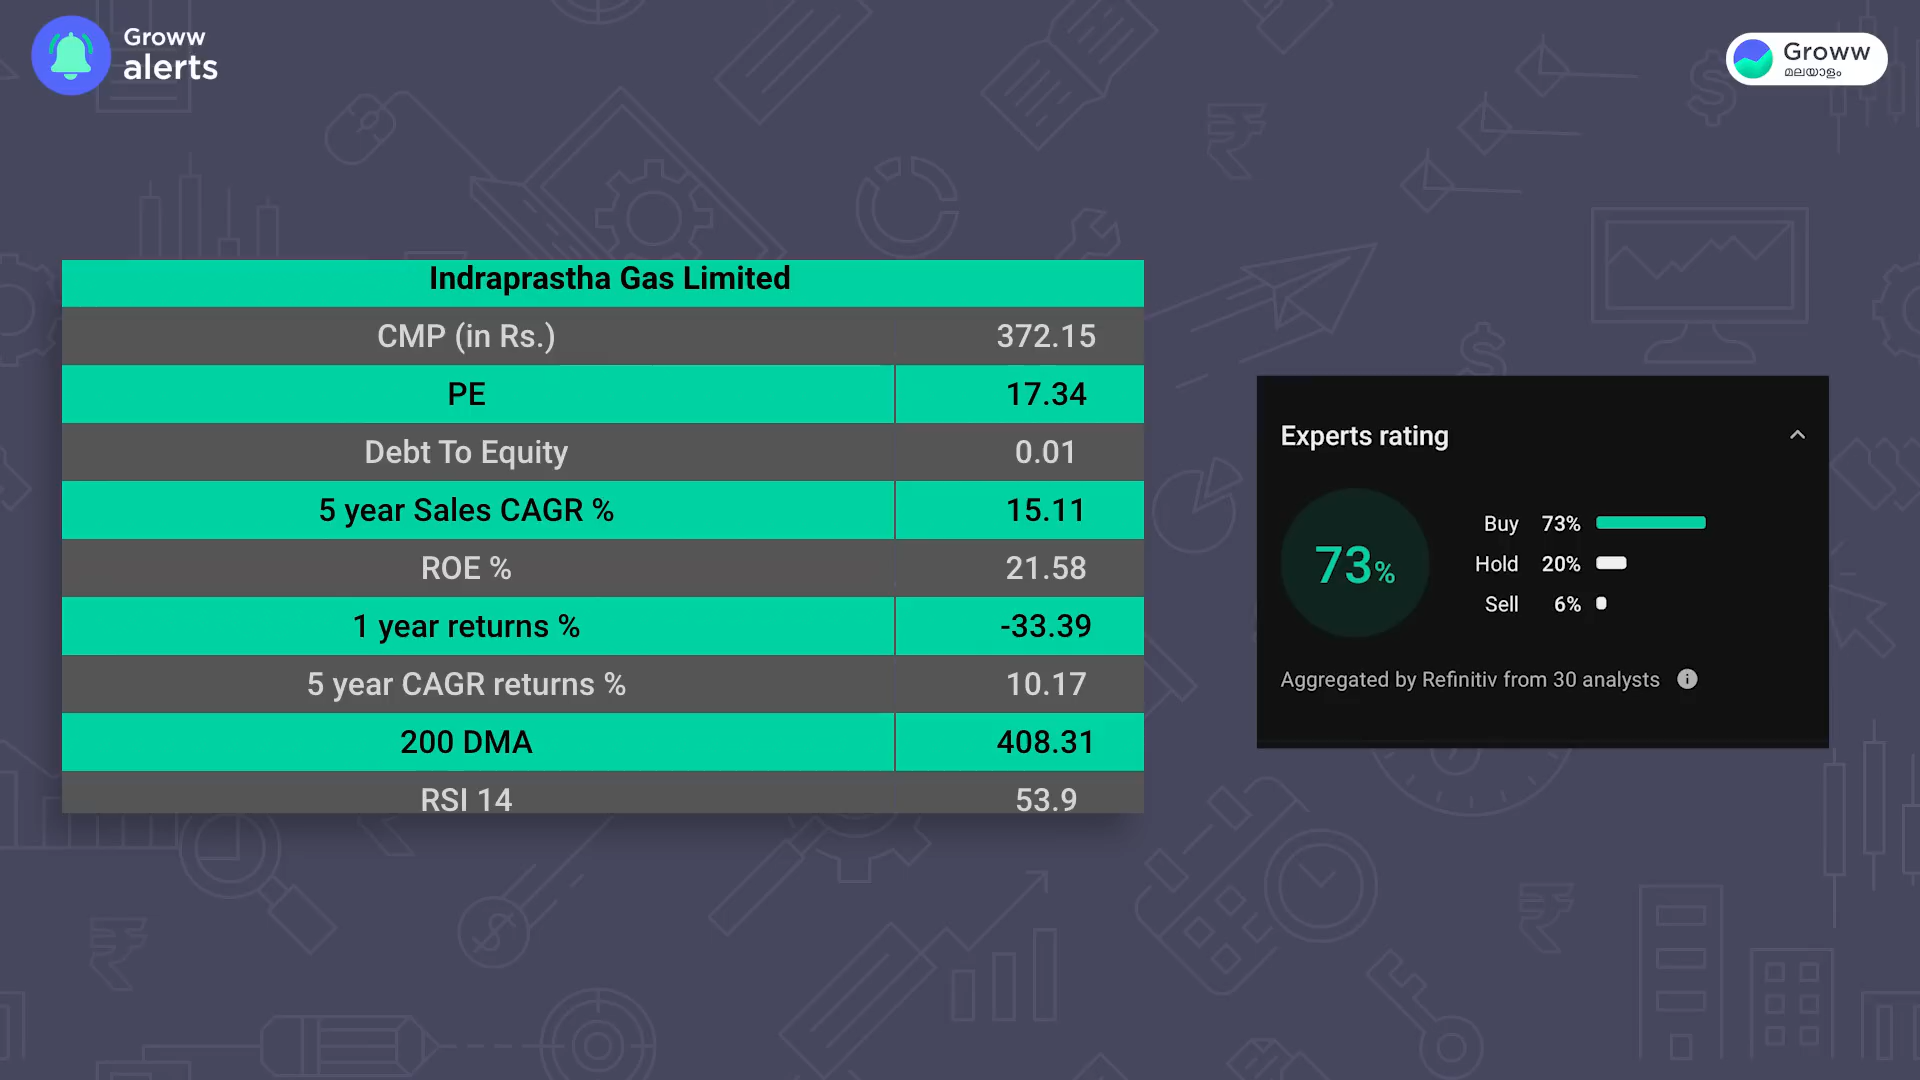 Groww
alerts
Groww
മലയാളം
Indraprastha Gas Limited
CMP (in Rs.) 372.15
PE 17.34
Debt To Equity 0.01
5 year Sales CAGR % 15.11
ROE % 21.58
1 year returns % -33.39
5 year CAGR returns % 10.17
200 DMA 408.31
RSI 14 53.9
Experts rating
73%
Buy 73%
Hold 20%
Sell 6%
Aggregated by Refinitiv from 30 analysts